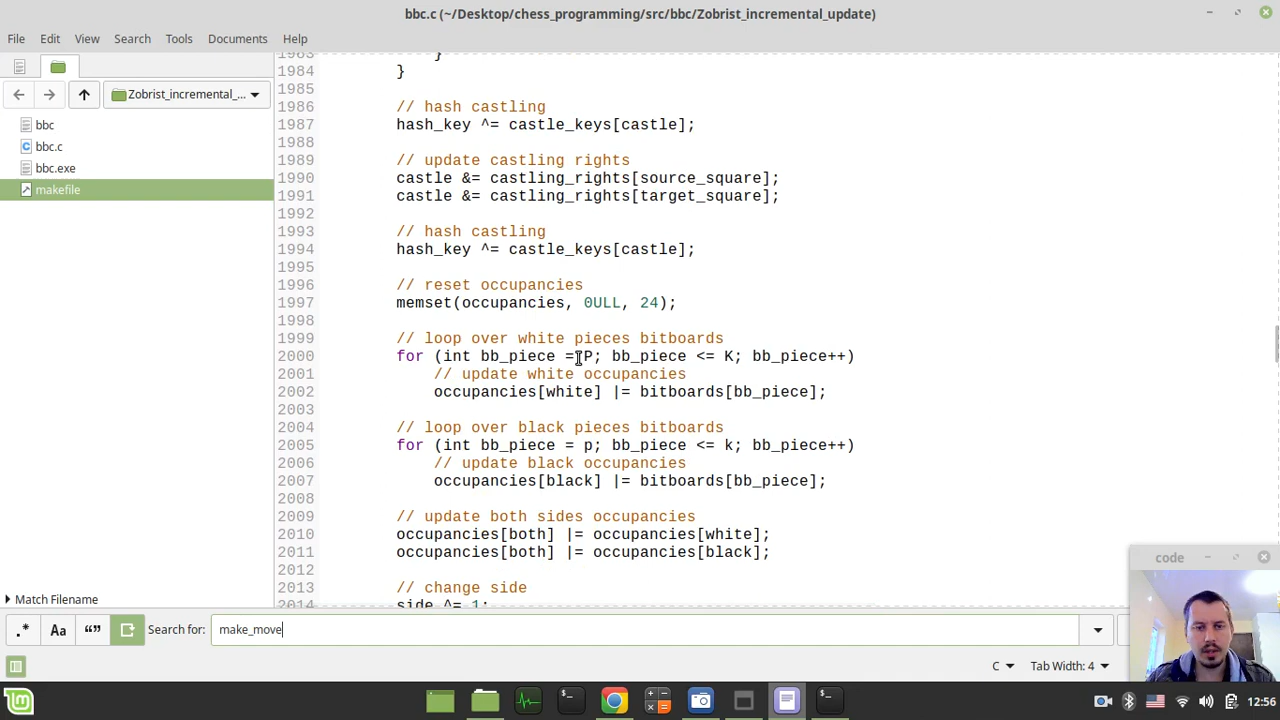 bbc.c (~/Desktop/chess_programming/src/bbc/Zobrist_incremental_update)
File Edit View Search Tools Documents Help
Zobrist_incremental_...
bbc
bbc.c
bbc.exe
makefile
Match Filename
1983 }
1984 }
1985
1986 // hash castling
1987 hash_key ^= castle_keys[castle];
1988
1989 // update castling rights
1990 castle &= castling_rights[source_square];
1991 castle &= castling_rights[target_square];
1992
1993 // hash castling
1994 hash_key ^= castle_keys[castle];
1995
1996 // reset occupancies
1997 memset(occupancies, 0ULL, 24);
1998
1999 // loop over white pieces bitboards
2000 for (int bb_piece = P; bb_piece <= K; bb_piece++)
2001 // update white occupancies
2002 occupancies[white] |= bitboards[bb_piece];
2003
2004 // loop over black pieces bitboards
2005 for (int bb_piece = p; bb_piece <= k; bb_piece++)
2006 // update black occupancies
2007 occupancies[black] |= bitboards[bb_piece];
2008
2009 // update both sides occupancies
2010 occupancies[both] |= occupancies[white];
2011 occupancies[both] |= occupancies[black];
2012
2013 // change side
2014 side ^= 1;
code
.* Aa “” Search for: make_move
C Tab Width: 4
12:56